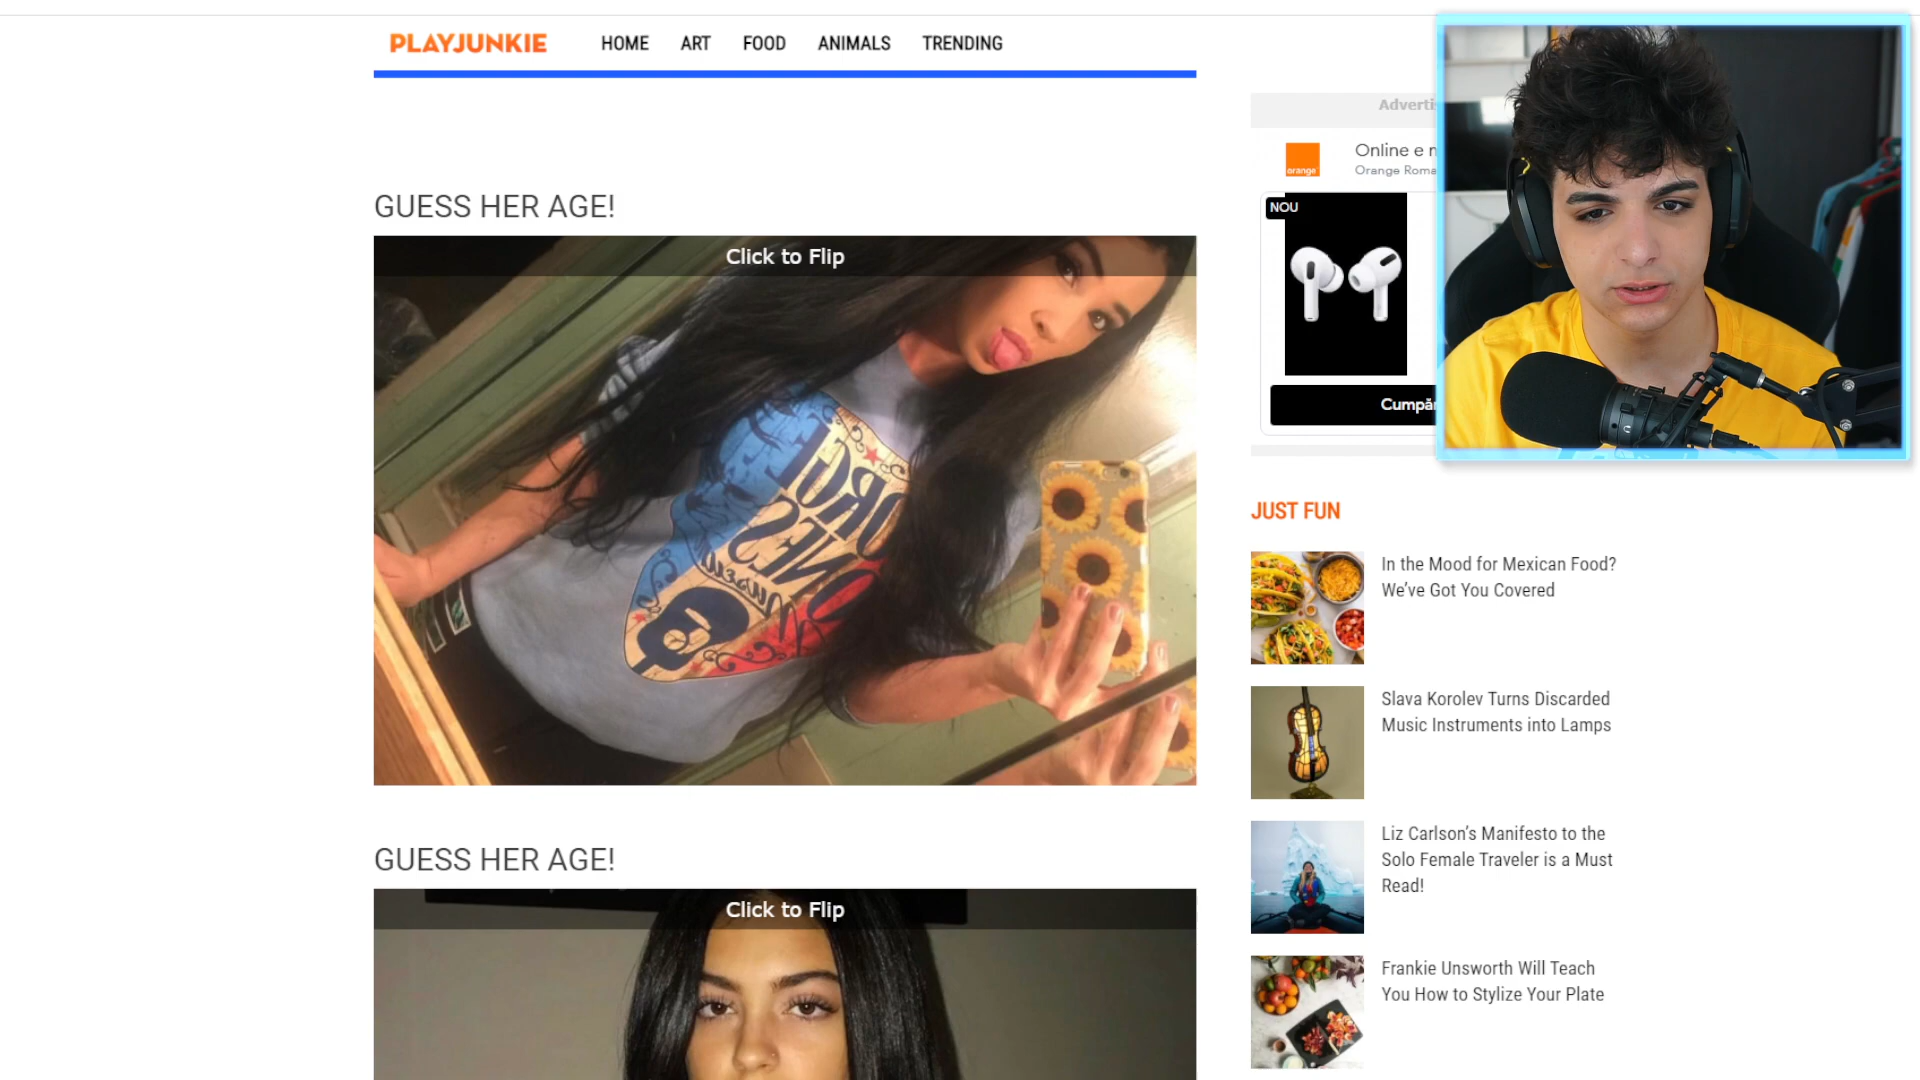 PLAYJUNKIE HOME ART FOOD ANIMALS TRENDING
GUESS HER AGE!
Click to Flip
GUESS HER AGE!
Click to Flip
Online e
Orange
orange
NOU
JUST FUN
In the Mood for Mexican Food?
We've Got You Covered
Slava Korolev Turns Discarded
Music Instruments into Lamps
Liz Carlson's Manifesto to the
Solo Female Traveler is a Must
Read!
Frankie Unsworth Will Teach
You How to Stylize Your Plate